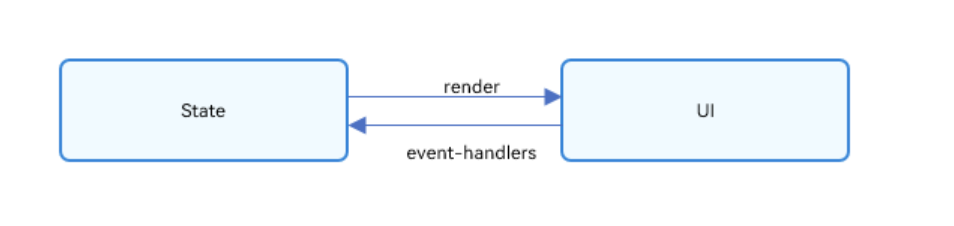 render
State
UI
event-handlers